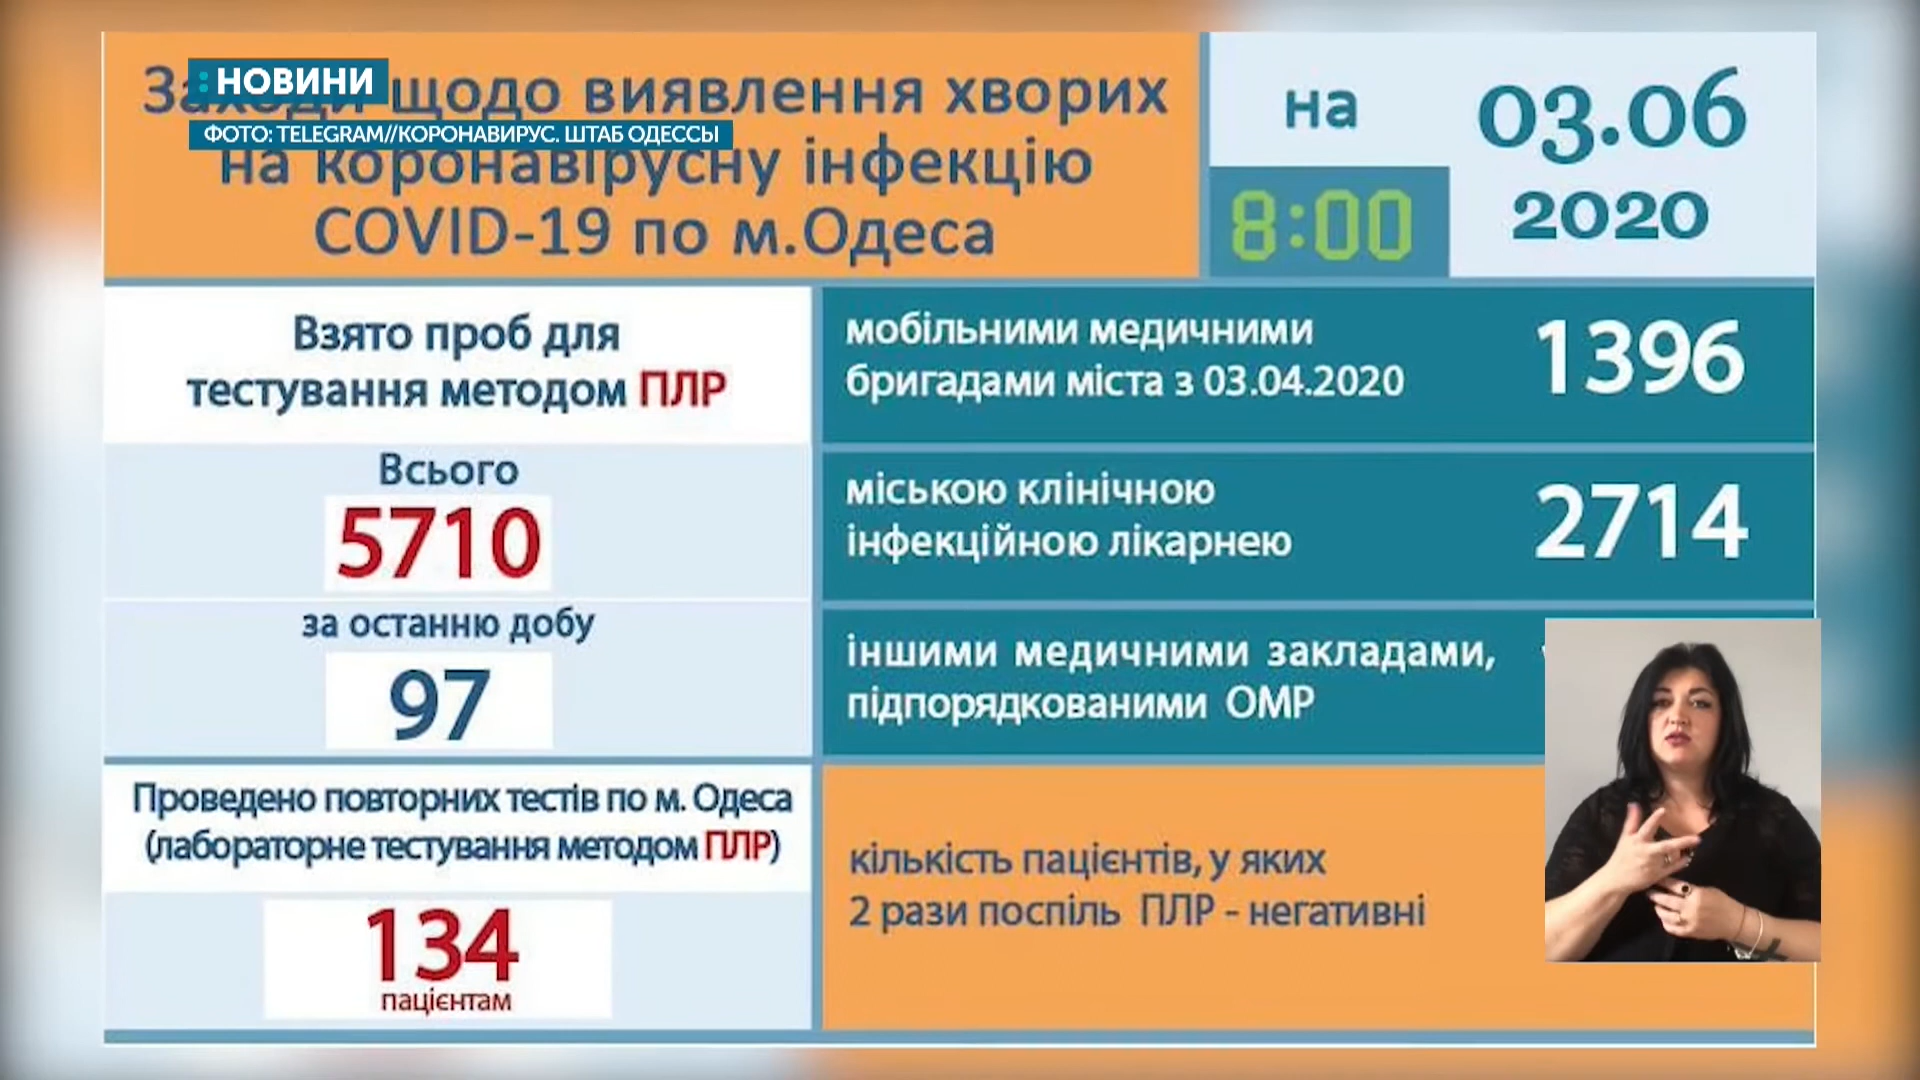 НОВИНИ
ФОТО: TELEGRAM//КОРОНАВИРУС. ШТАБ ОДЕССЫ
Заходи щодо виявлення хворих
на коронавірусну інфекцію
COVID-19 по м.Одеса
на
8:00
03.06
2020
Взято проб для
тестування методом ПЛР
Всього
5710
за останню добу
97
мобільними медичними
бригадами міста з 03.04.2020
1396
міською клінічною
інфекційною лікарнею
2714
іншими медичними закладами,
підпорядкованими ОМР
Проведено повторних тестів по м. Одеса
(лабораторне тестування методом ПЛР)
134
пацієнтам
кількість пацієнтів, у яких
2 рази поспіль ПЛР - негативні